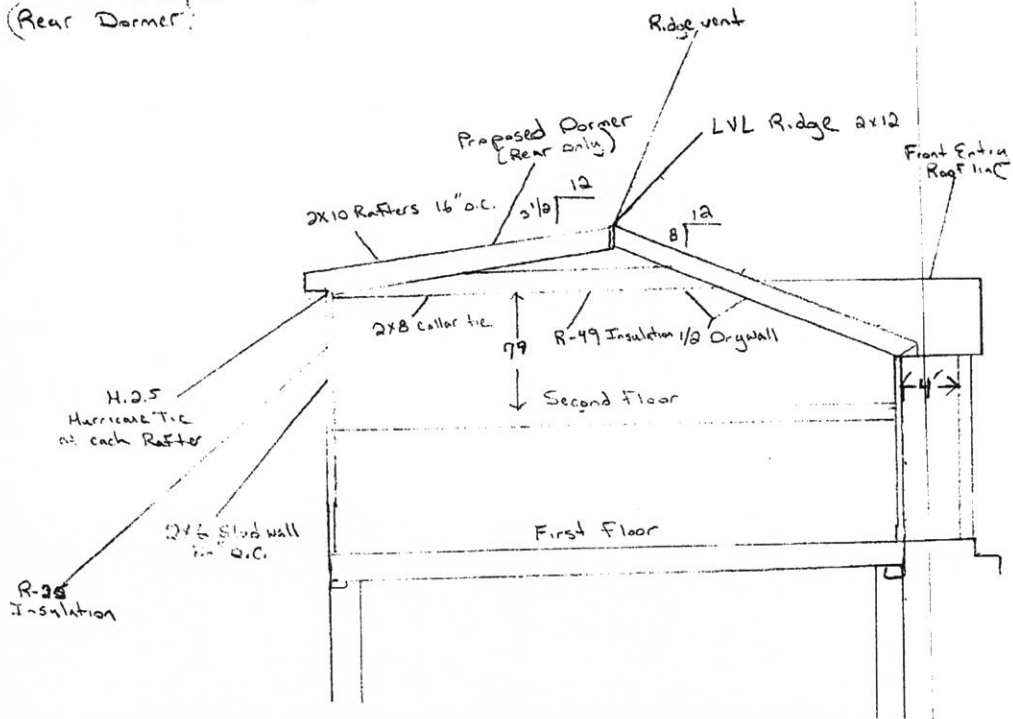 (Rear Dormer)
Ridge vent
Proposed Dormer
(Rear only)
LVL Ridge 2x12
Front Entry
Roof line
2x10 Rafters 16" o.c.
3 1/2
12
8
12
2x8 collar tie
79
R-49 Insulation
1/2 Drywall
H.2.5
Hurricane Tie
each Rafter
Second Floor
4'
2x6 Stud wall
O.C.
First Floor
Insulation